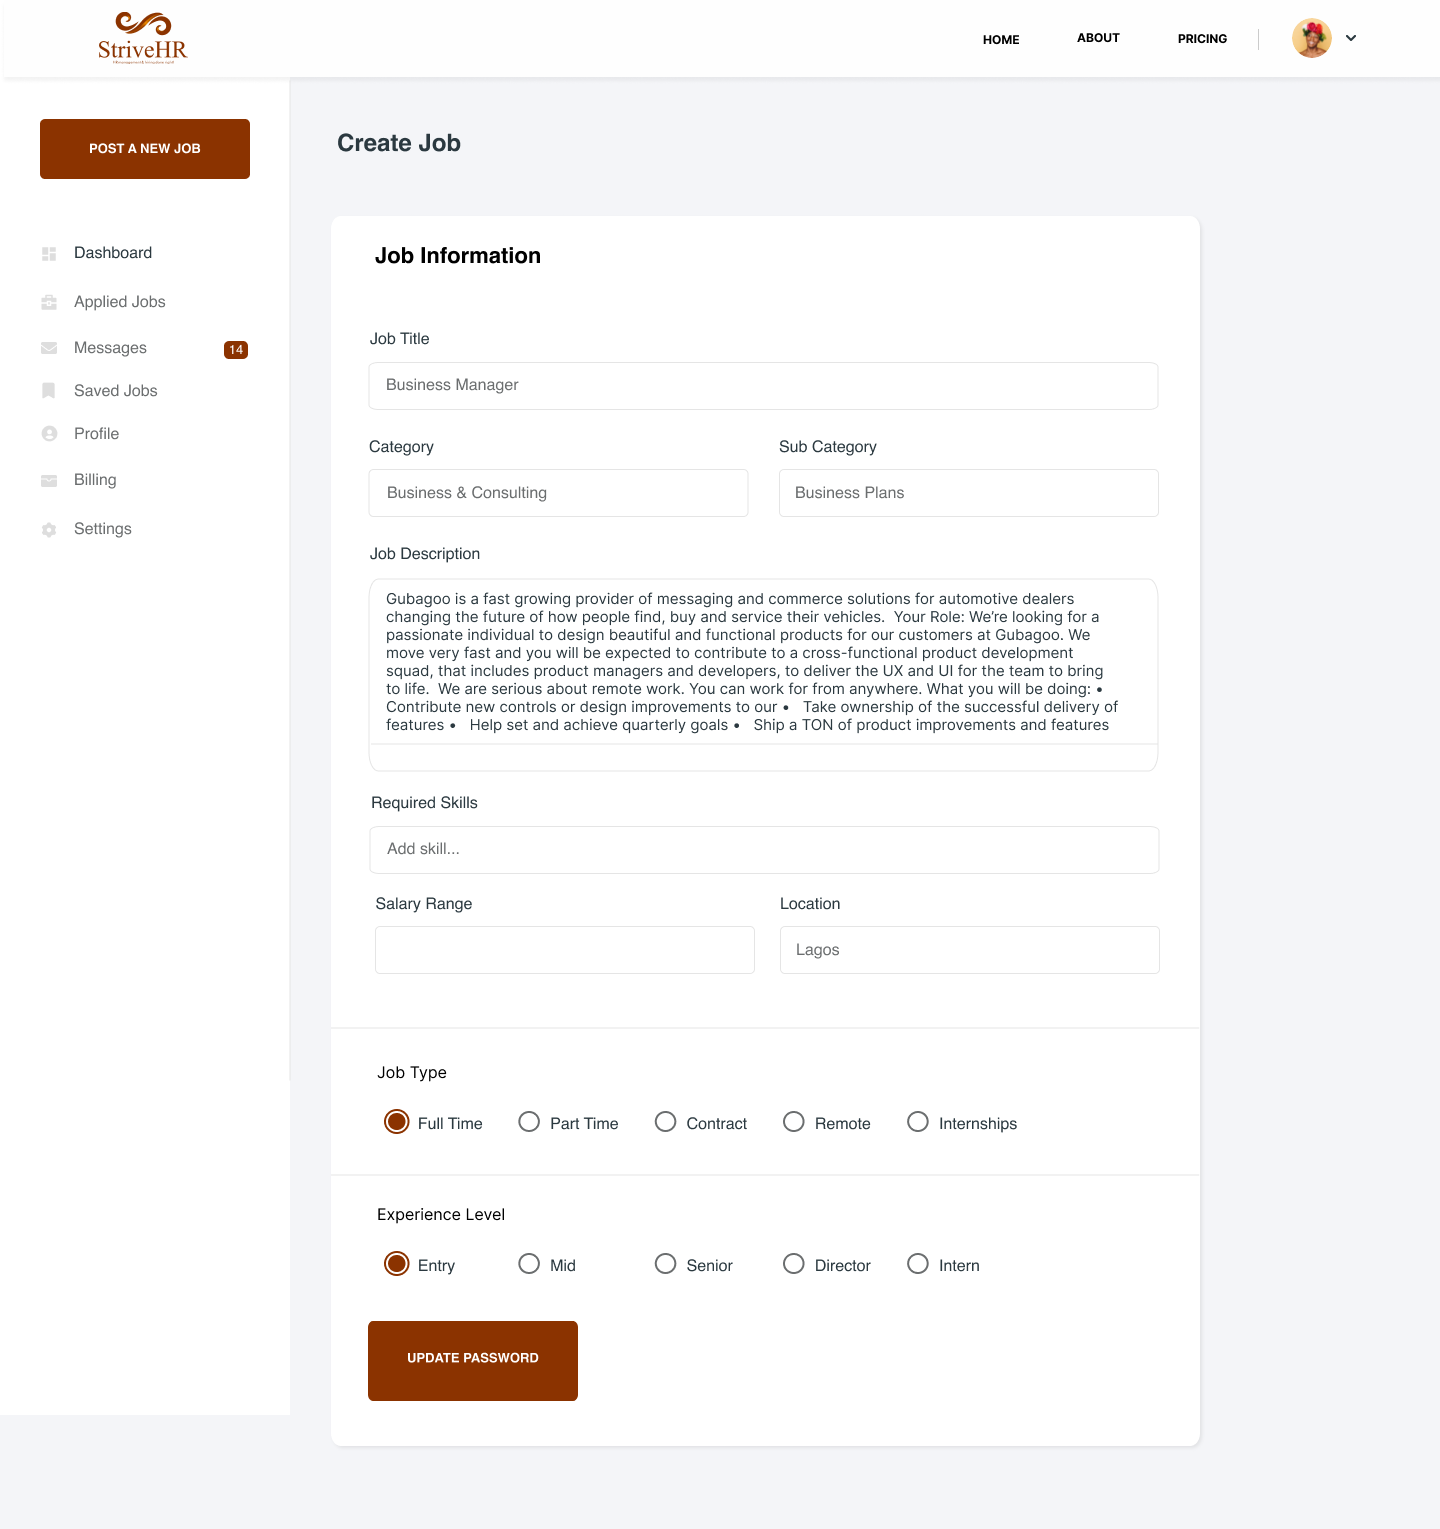 StriveHR
HOME
ABOUT
PRICING
POST A NEW JOB
Dashboard
Applied Jobs
Messages
14
Saved Jobs
Profile
Billing
Settings
Create Job
Job Information
Job Title
Business Manager
Category
Sub Category
Business & Consulting
Business Plans
Job Description
Gubagoo is a fast growing provider of messaging and commerce solutions for automotive dealers
changing the future of how people find, buy and service their vehicles.  Your Role: We’re looking for a
passionate individual to design beautiful and functional products for our customers at Gubagoo. We
move very fast and you will be expected to contribute to a cross-functional product development
squad, that includes product managers and developers, to deliver the UX and UI for the team to bring
to life.  We are serious about remote work. You can work for from anywhere. What you will be doing: •
Contribute new controls or design improvements to our •   Take ownership of the successful delivery of
features •   Help set and achieve quarterly goals •   Ship a TON of product improvements and features
Required Skills
Add skill...
Salary Range
Location
Lagos
Job Type
Full Time
Part Time
Contract
Remote
Internships
Experience Level
Entry
Mid
Senior
Director
Intern
UPDATE PASSWORD